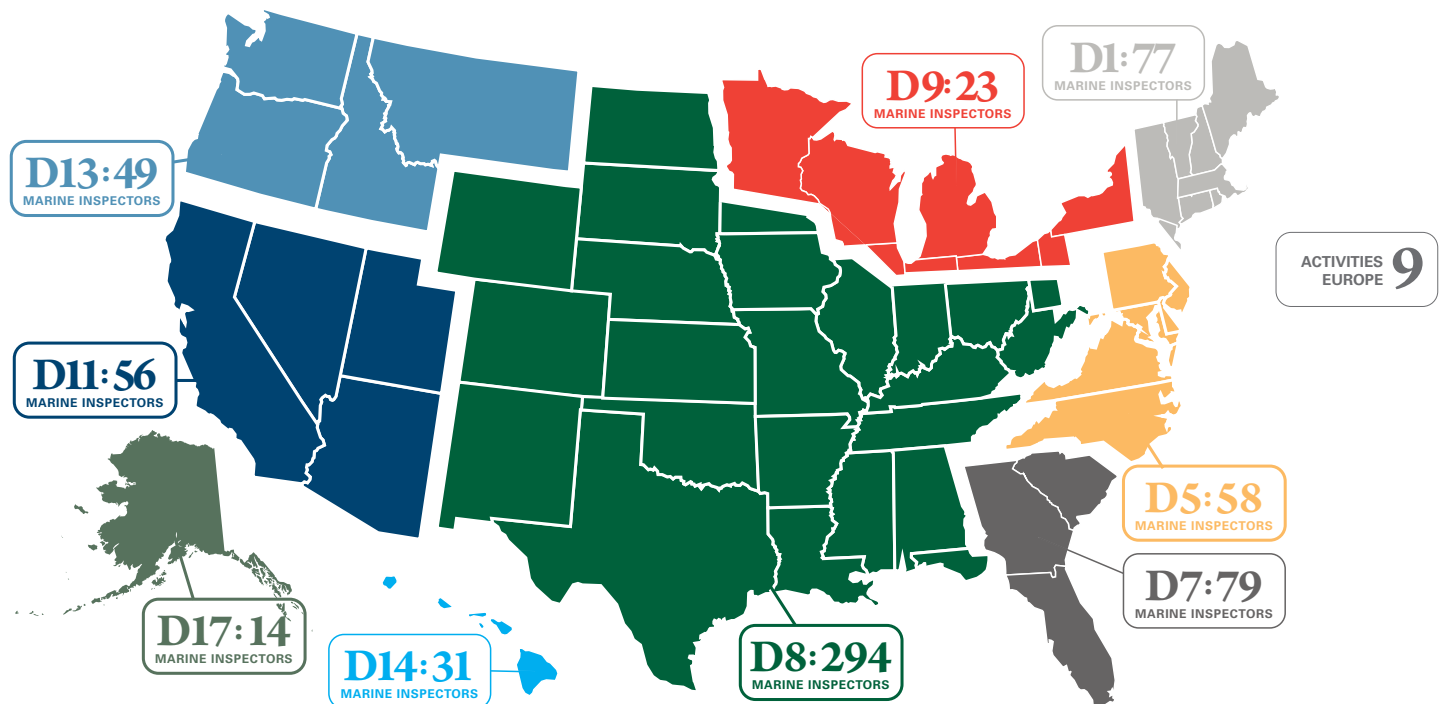 D1:77
MARINE INSPECTORS
D9:23
MARINE INSPECTORS
D13:49
MARINE INSPECTORS
ACTIVITIES
EUROPE 9
D11:56
MARINE INSPECTORS
D5:58
MARINE INSPECTORS
D7:79
MARINE INSPECTORS
D17:14
MARINE INSPECTORS
D14:31
MARINE INSPECTORS
D8:294
MARINE INSPECTORS